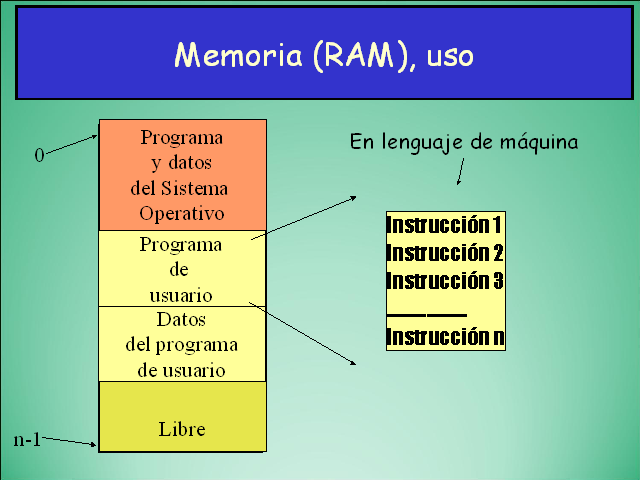 Memoria (RAM), uso
0
Programa
y datos
del Sistema
Operativo
Programa
de
usuario
Datos
del programa
de usuario
Libre
n-1
En lenguaje de máquina
Instrucción 1
Instrucción 2
Instrucción 3
Instrucción n